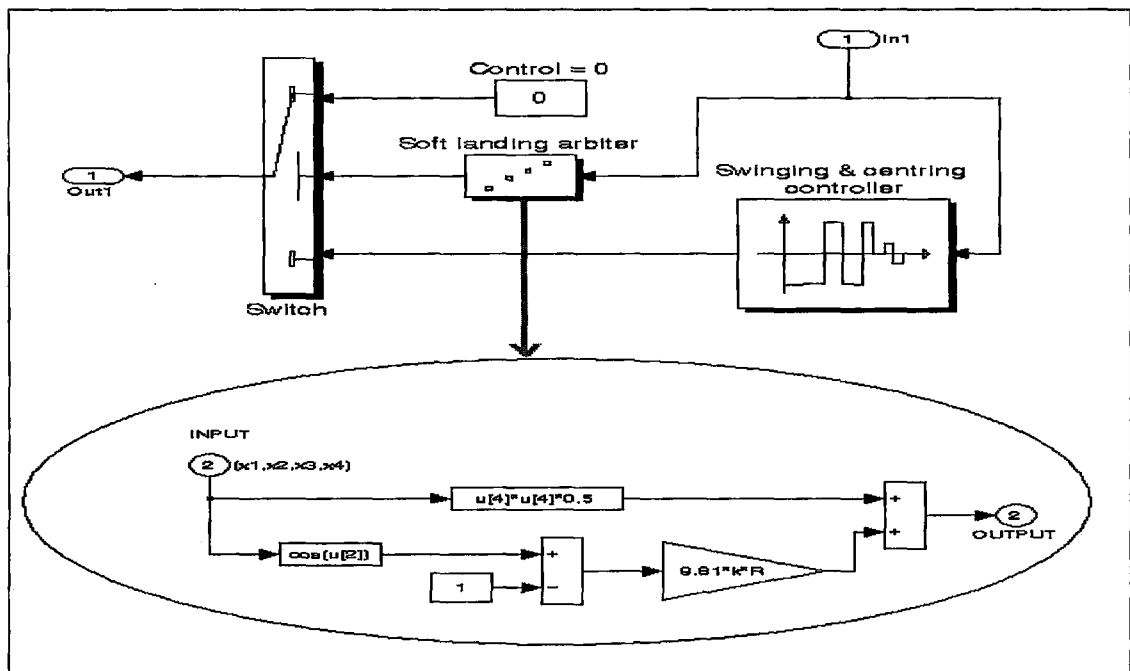 1 In1
Control = 0
0
Soft landing arbiter
Swinging & centring
controller
1
Out1
Switch
INPUT
2 (x1,x2,x3,x4)
u[4]*u[4]*0.5
+
+
2
OUTPUT
cos(u[2])
+
-
1
9.81*k*R